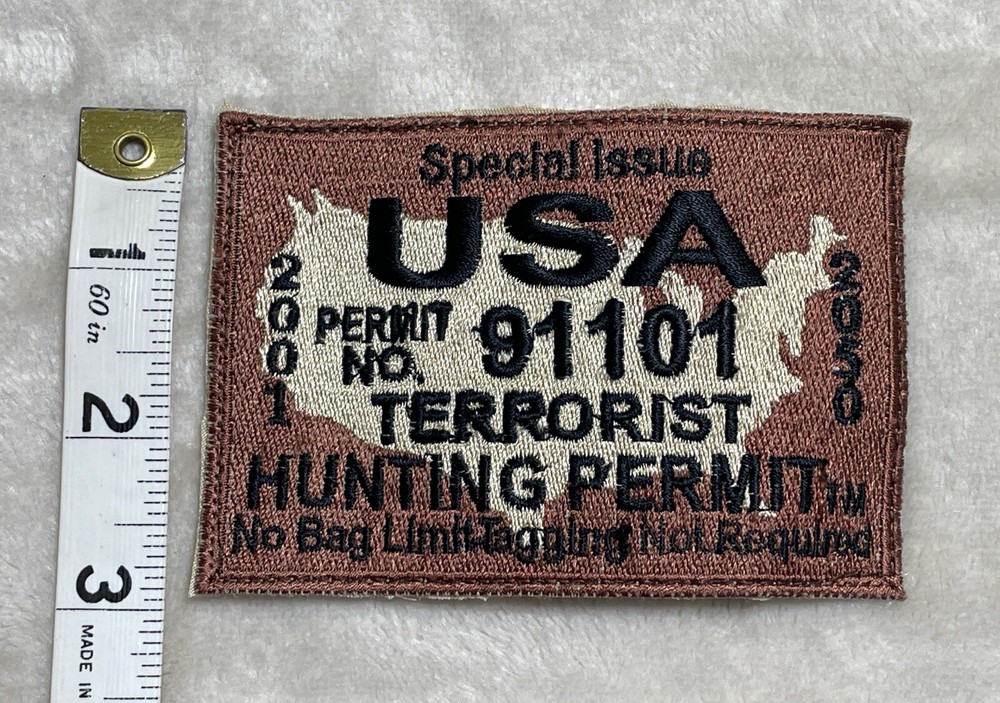 Special Issue
USA
2001
PERMIT NO. 91101
2050
TERRORIST
HUNTING PERMIT TM
No Bag Limit-Tagging Not Required
1
60 in
2
3
MADE IN